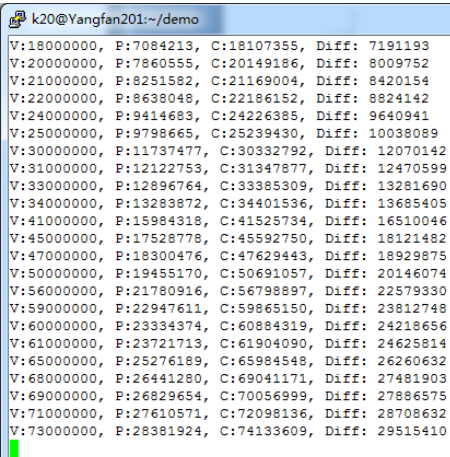 k20@Yangfan201:~/demo
V:18000000, P:7084213, C:18107355, Diff: 7191193
V:20000000, P:7860555, C:20149186, Diff: 8009752
V:21000000, P:8251582, C:21169004, Diff: 8420154
V:22000000, P:8638048, C:22186152, Diff: 8824142
V:24000000, P:9414683, C:24226385, Diff: 9640941
V:25000000, P:9798665, C:25239430, Diff: 10038089
V:30000000, P:11737477, C:30332792, Diff: 12070142
V:31000000, P:12122753, C:31347877, Diff: 12470599
V:33000000, P:12896764, C:33385309, Diff: 13281690
V:34000000, P:13283872, C:34401536, Diff: 13685405
V:41000000, P:15984318, C:41525734, Diff: 16510046
V:45000000, P:17528778, C:45592750, Diff: 18121482
V:47000000, P:18300476, C:47629443, Diff: 18929875
V:50000000, P:19455170, C:50691057, Diff: 20146074
V:56000000, P:21780916, C:56798897, Diff: 22579330
V:59000000, P:22947611, C:59865150, Diff: 23812748
V:60000000, P:23334374, C:60884319, Diff: 24218656
V:61000000, P:23721713, C:61904090, Diff: 24625814
V:65000000, P:25276189, C:65984548, Diff: 26260632
V:68000000, P:26441280, C:69041171, Diff: 27481903
V:69000000, P:26829654, C:70056999, Diff: 27886575
V:71000000, P:27610571, C:72098136, Diff: 28708632
V:73000000, P:28381924, C:74133609, Diff: 29515410